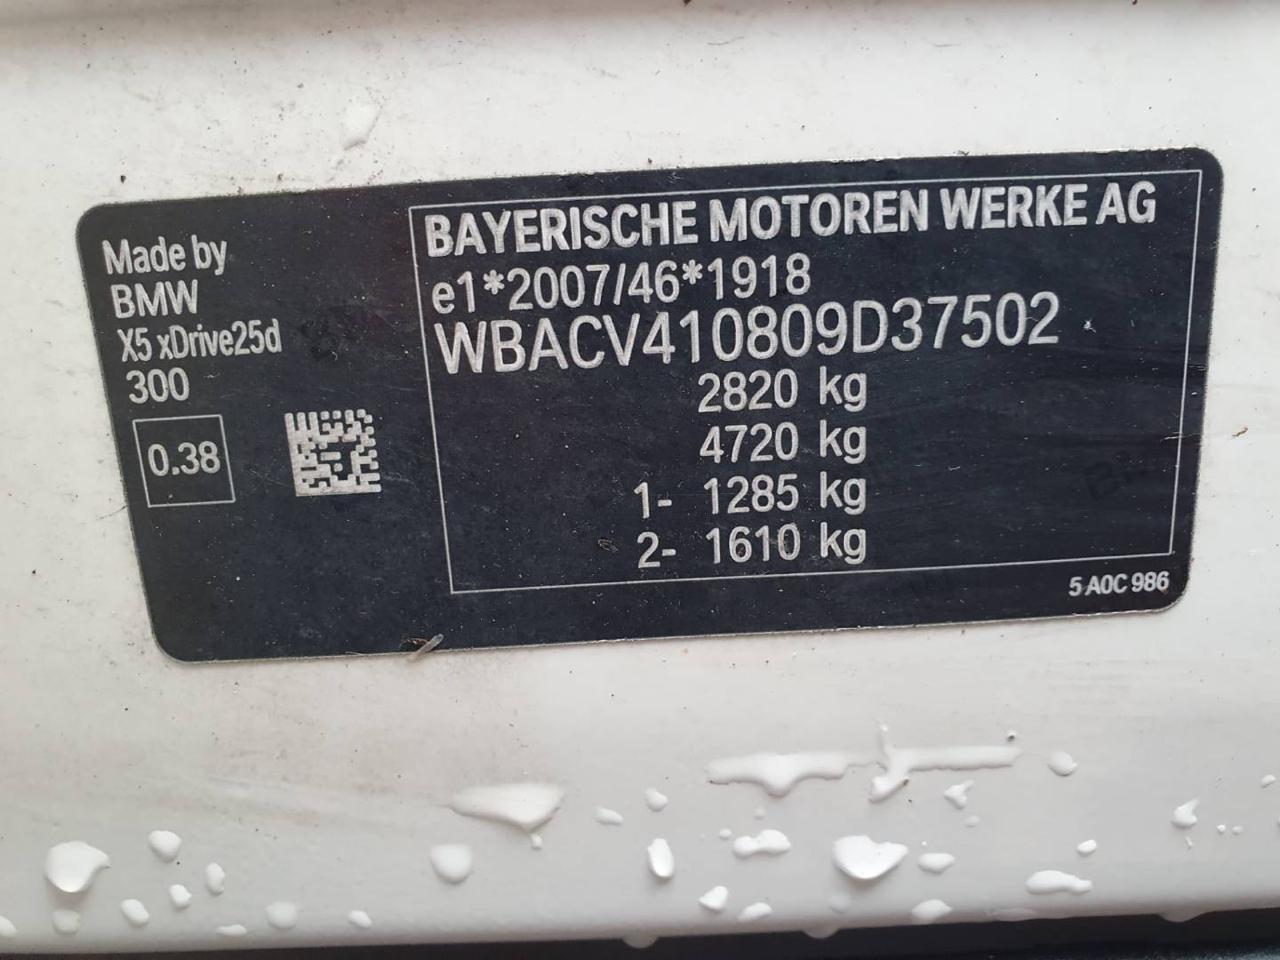 Made by
BMW
X5 xDrive25d
300
0.38
BAYERISCHE MOTOREN WERKE AG
e1*2007/46*1918
WBACV410809D37502
2820 kg
4720 kg
1- 1285 kg
2- 1610 kg
5 A0C 986